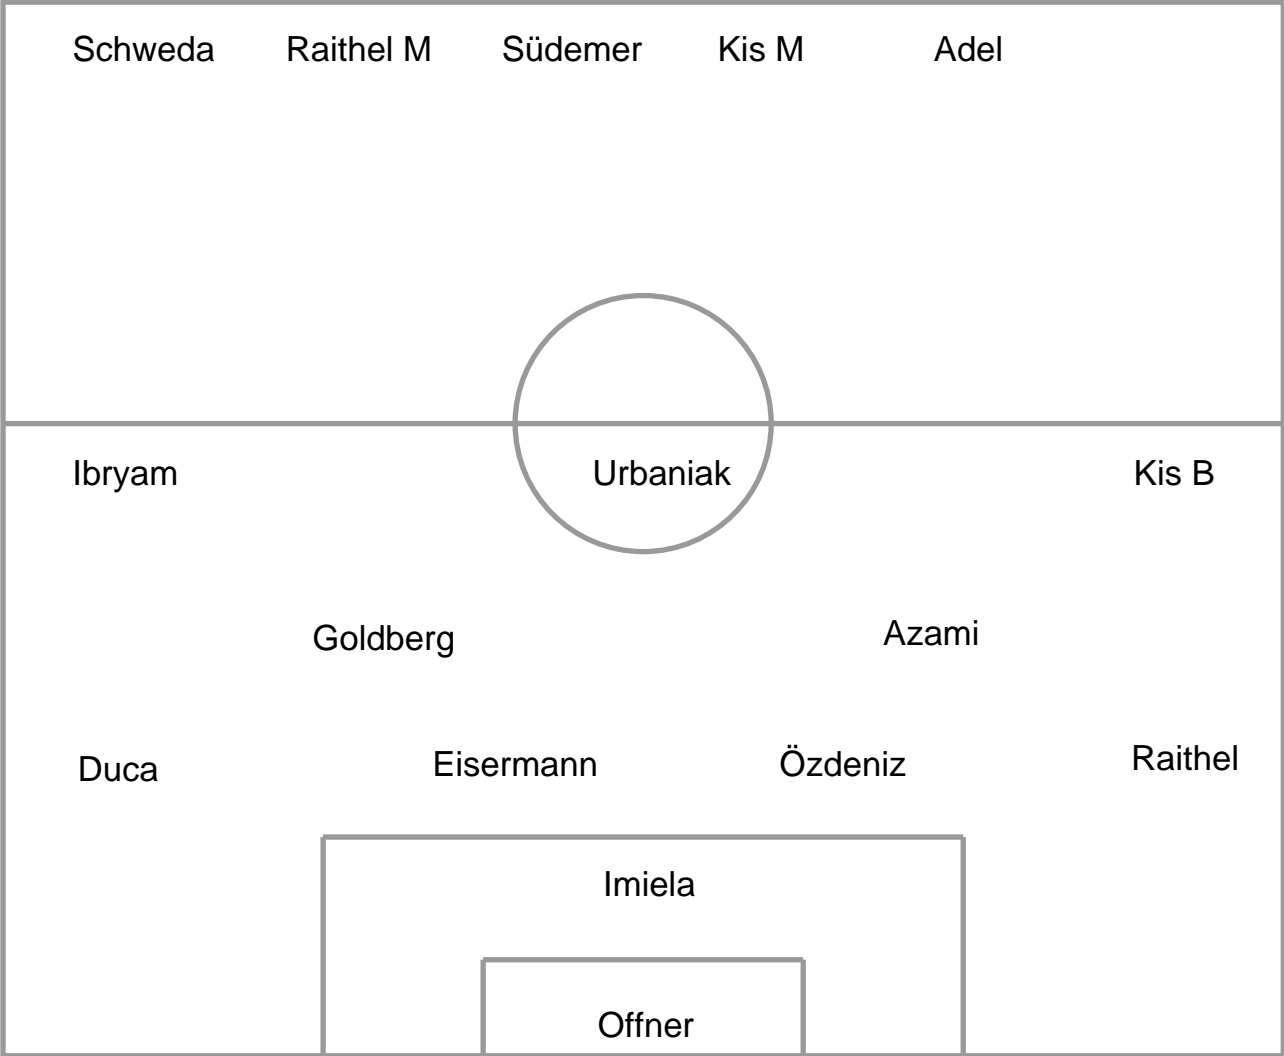 Schweda Raithel M Südemer Kis M Adel
Ibryam Urbaniak Kis B
Goldberg Azami
Duca Eisermann Özdeniz Raithel
Imiela
Offner